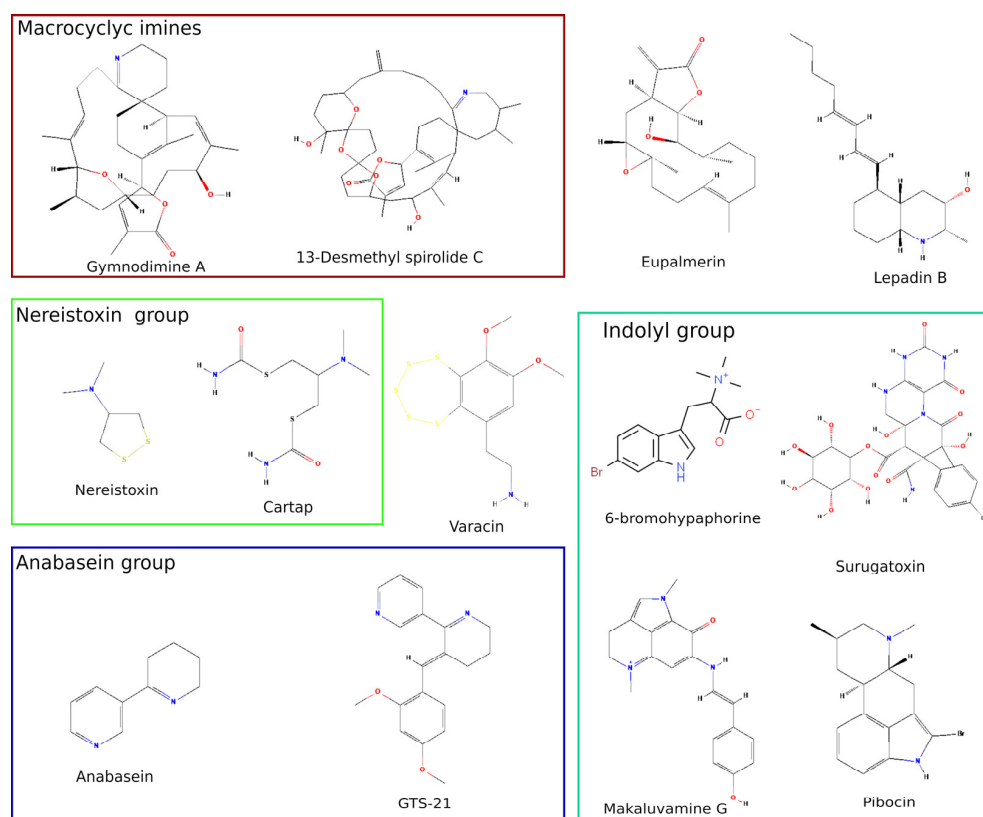 Macrocyclyc imines
Gymnodimine A
13-Desmethyl spirolide C
Eupalmerin
Lepadin B
Nereistoxin group
Nereistoxin
Cartap
Varacin
Indolyl group
6-bromohypaphorine
Surugatoxin
Makaluvamine G
Pibocin
Anabasein group
Anabasein
GTS-21